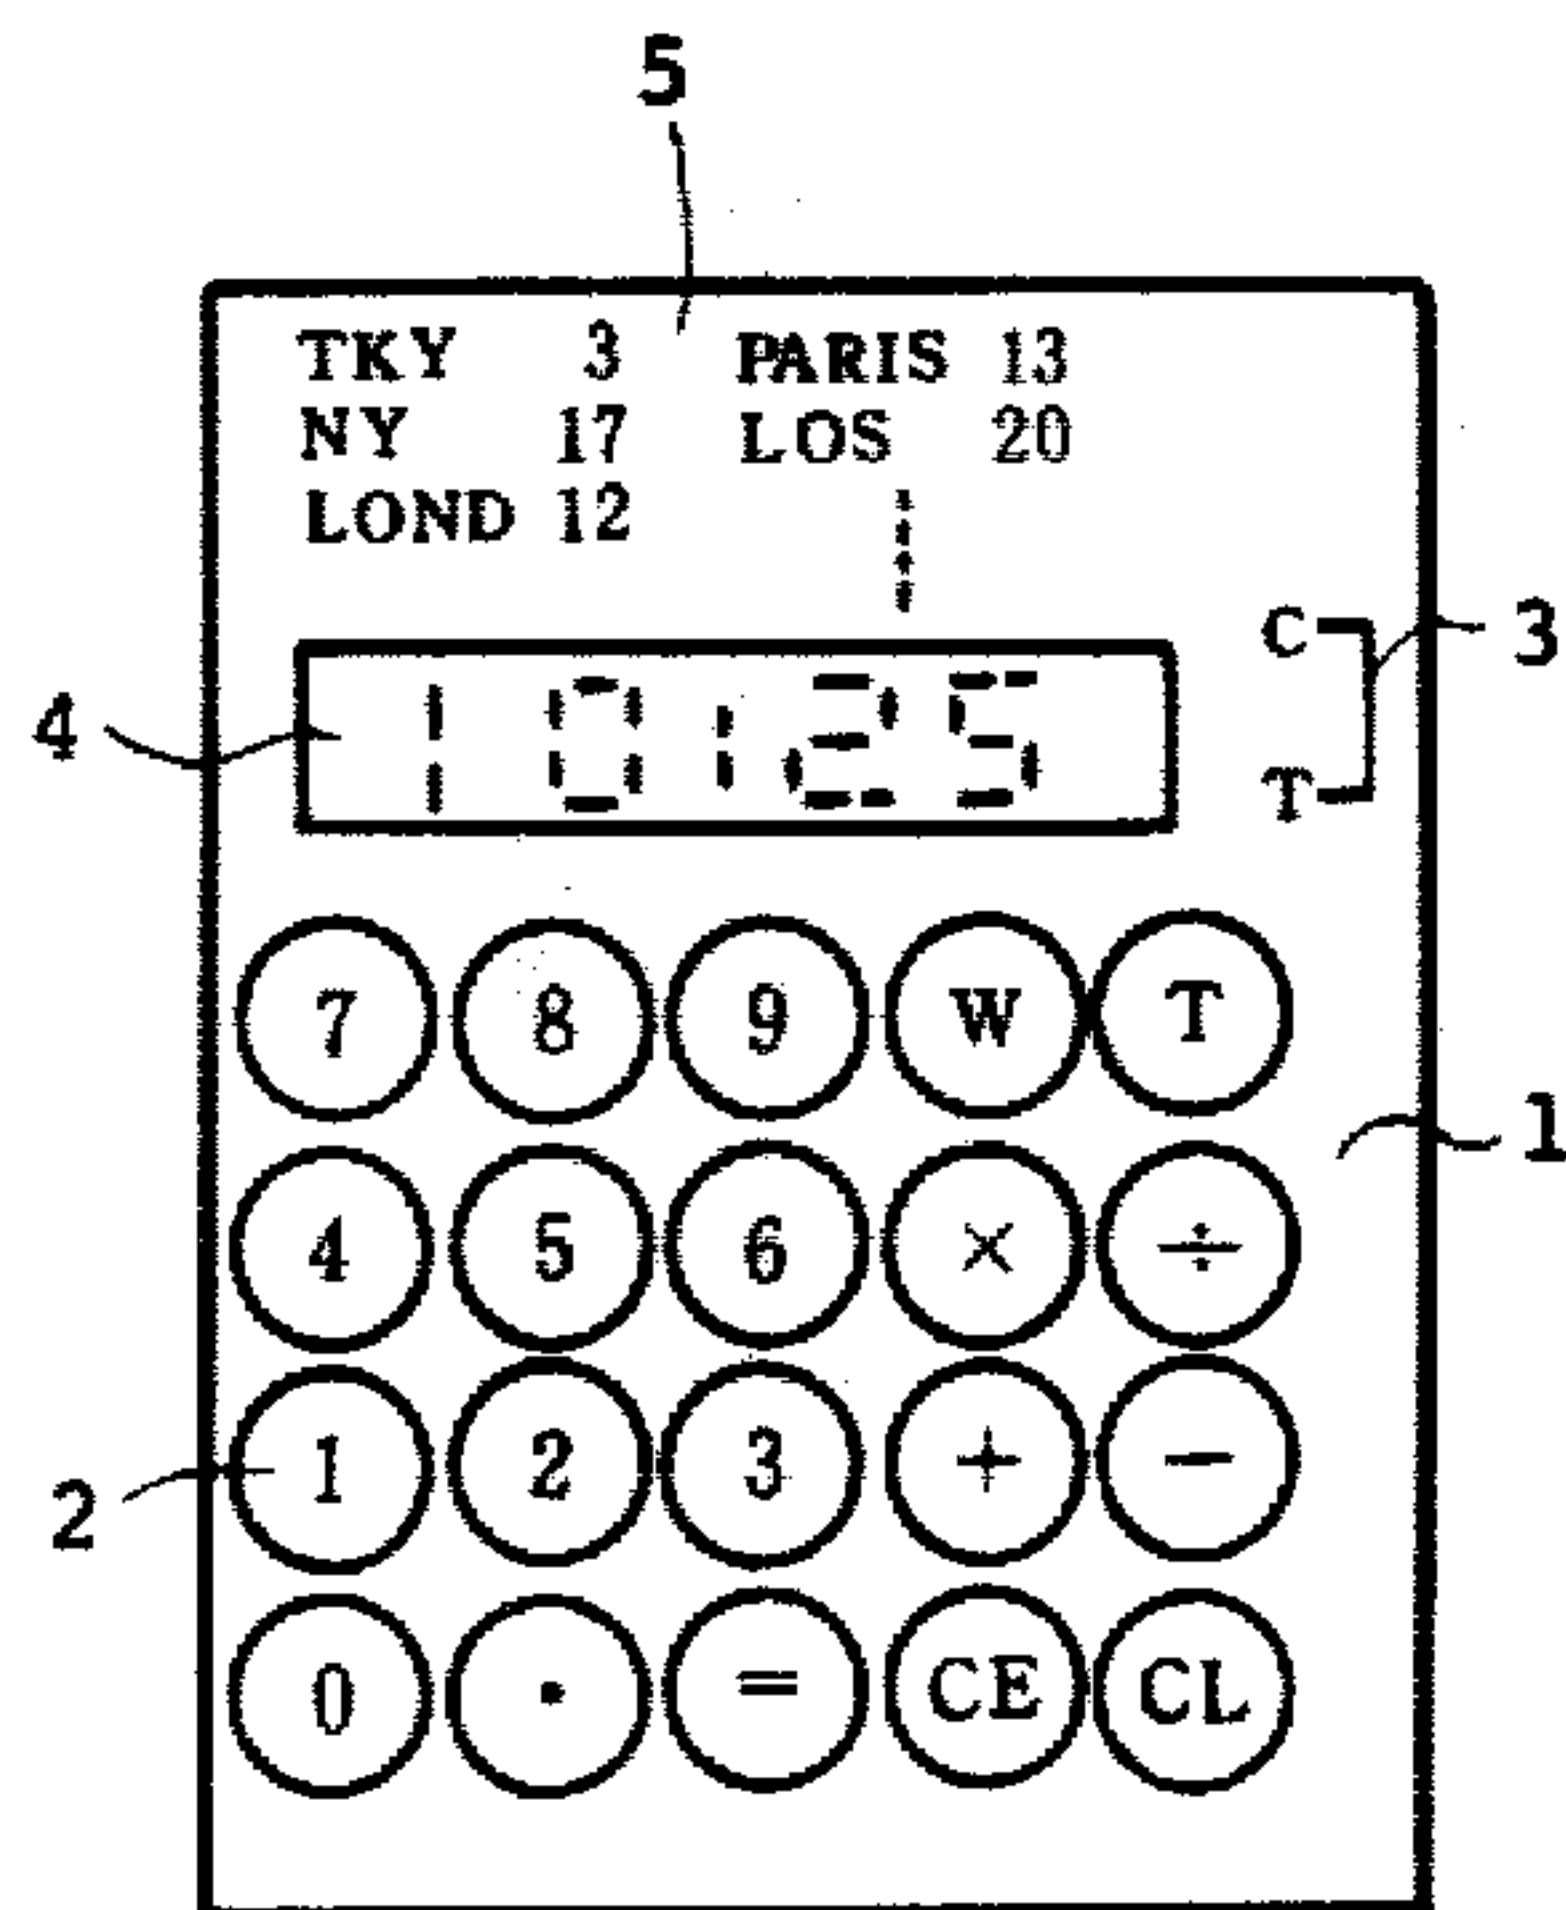 5
TKY 3 PARIS 13
NY 17 LOS 20
LOND 12
C 3
4 10:25
T
7 8 9 W T
1
4 5 6 × ÷
1 2 3 + −
2
0 · = CE CL